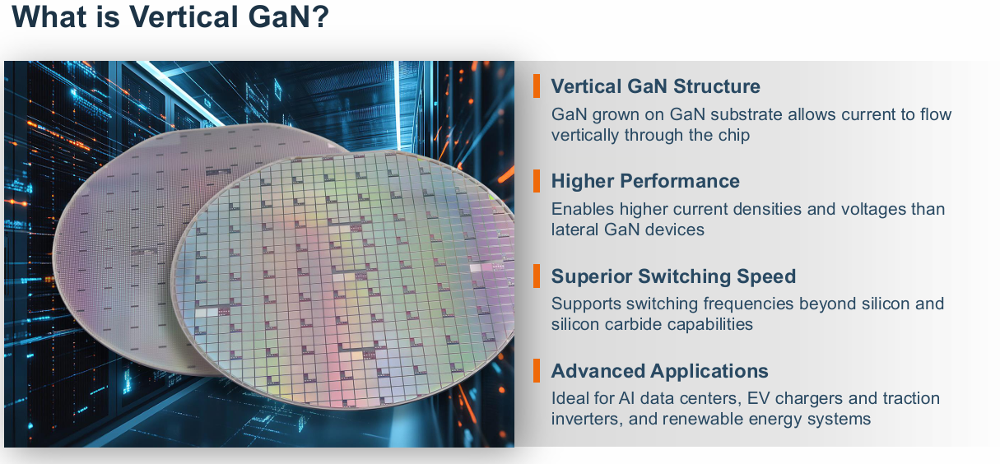 What is Vertical GaN?
Vertical GaN Structure
GaN grown on GaN substrate allows current to flow
vertically through the chip
Higher Performance
Enables higher current densities and voltages than
lateral GaN devices
Superior Switching Speed
Supports switching frequencies beyond silicon and
silicon carbide capabilities
Advanced Applications
Ideal for AI data centers, EV chargers and traction
inverters, and renewable energy systems